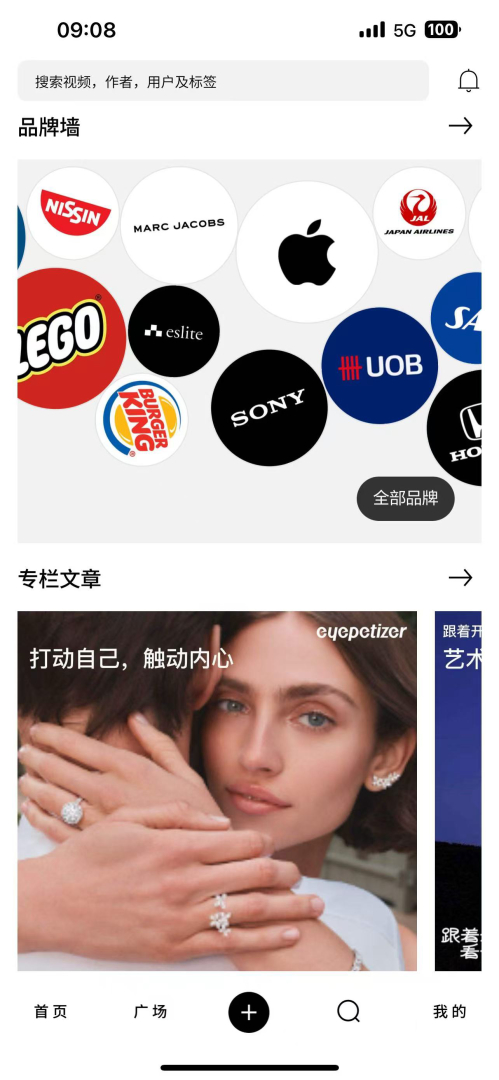 09:08
5G
100
搜索视频，作者，用户及标签
品牌墙
NISSIN
MARC JACOBS
JAL
JAPAN AIRLINES
LEGO
eslite
SA
UOB
BURGER
KING
SONY
HO
全部品牌
专栏文章
eyepetizer
打动自己，触动内心
跟着开
艺术
跟着
看
首页
广场
我的